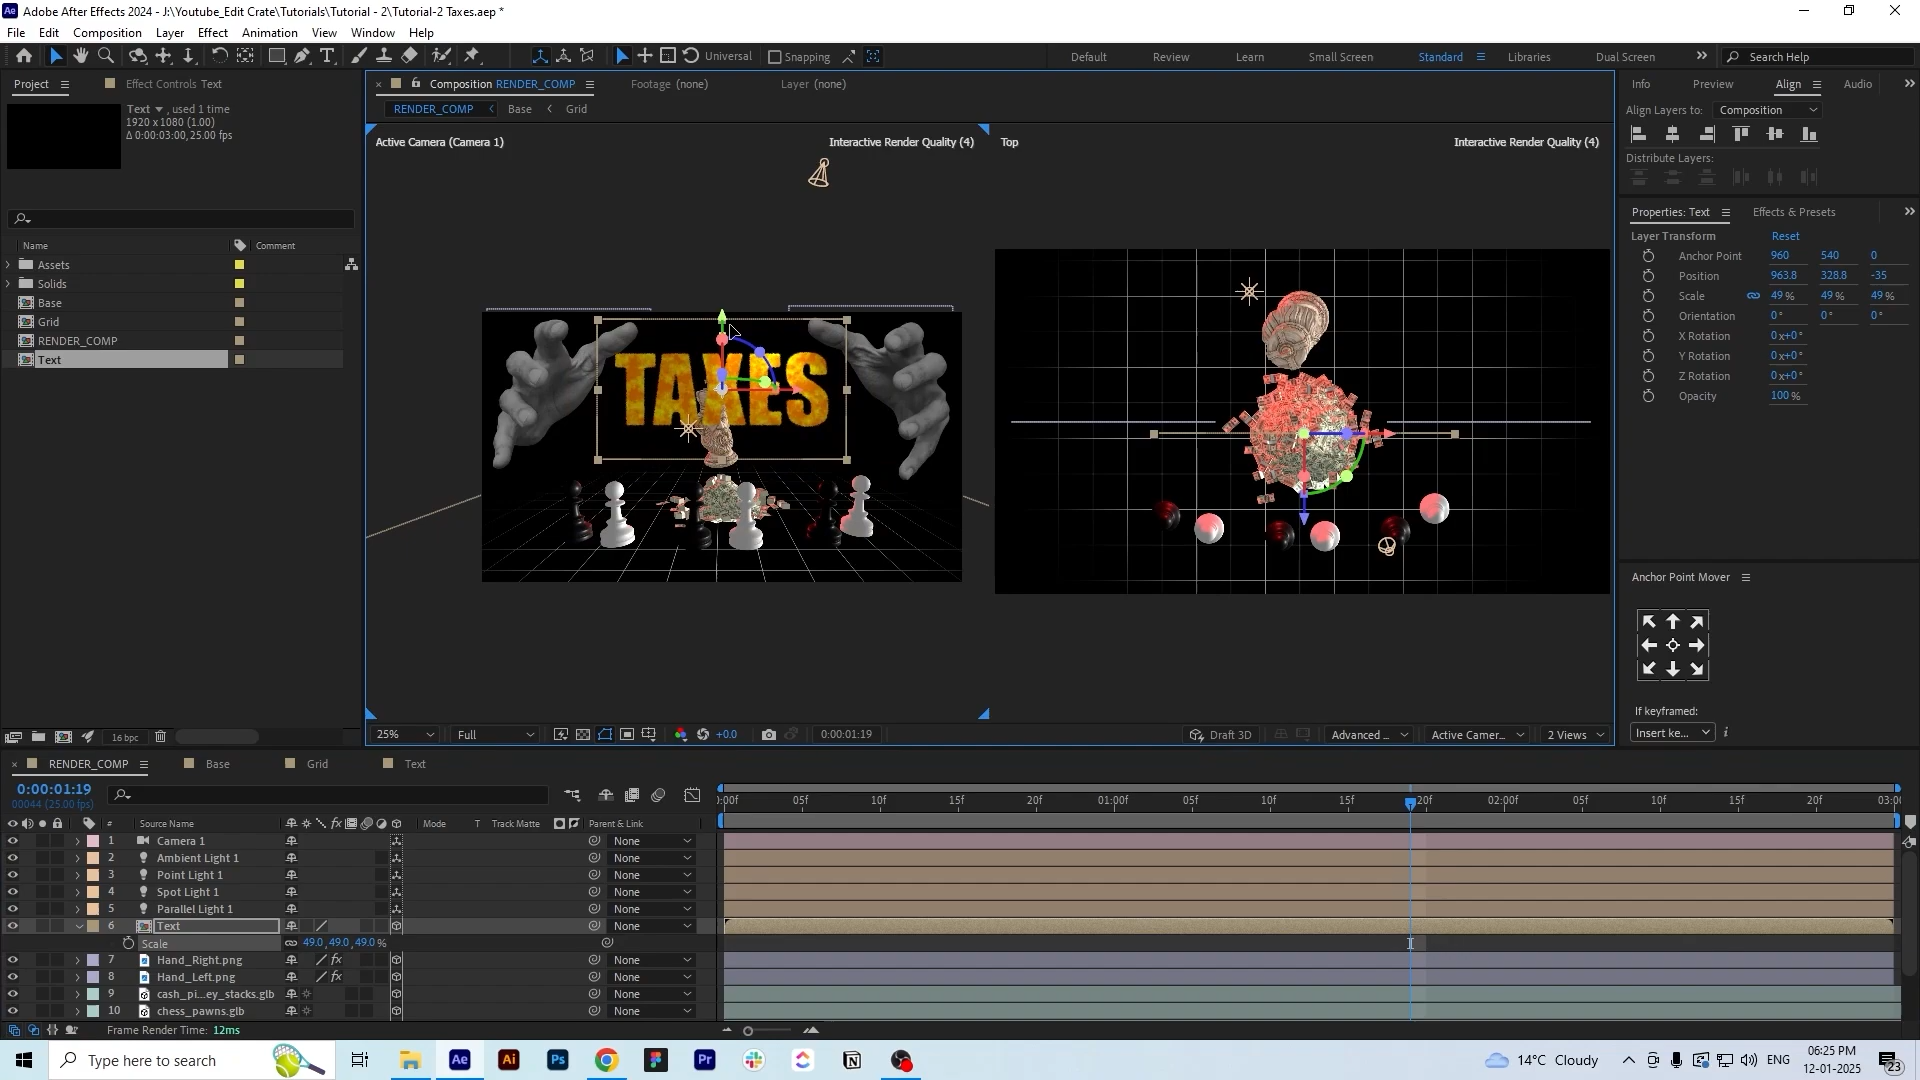 Adobe After Effects 2024 - J:\Youtube_Edit Crate\Tutorials\Tutorial - 2\Tutorial-2 Taxes.aep *
File Edit Composition Layer Effect Animation View Window Help
Universal Snapping Default Review Learn Small Screen Standard Libraries Dual Screen Search Help
Project Effect Controls Text
Text , used 1 time
1920 x 1080 (1.00)
Δ 0:00:03:00, 25.00 fps
Name Comment
Assets
Solids
Base
Grid
RENDER_COMP
Text
16 bpc
Composition RENDER_COMP Footage (none) Layer (none)
RENDER_COMP Base Grid
Active Camera (Camera 1) Interactive Render Quality (4) Top Interactive Render Quality (4)
TAXES
25% Full +0.0 0:00:01:19 Draft 3D Advanced ... Active Camer... 2 Views
Info Preview Align Audio
Align Layers to: Composition
Distribute Layers:
Properties: Text Effects & Presets
Layer Transform Reset
Anchor Point 960 540 0
Position 963.8 328.8 -35
Scale 49 % 49 % 49 %
Orientation 0° 0° 0°
X Rotation 0x+0°
Y Rotation 0x+0°
Z Rotation 0x+0°
Opacity 100 %
Anchor Point Mover
If keyframed:
Insert ke... i
RENDER_COMP Base Grid Text
0:00:01:19
00044 (25.00 fps)
:00f 05f 10f 15f 20f 01:00f 05f 10f 15f 20f 02:00f 05f 10f 15f 20f 03:00
# Source Name Mode T Track Matte Parent & Link
1 Camera 1 None
2 Ambient Light 1 None
3 Point Light 1 None
4 Spot Light 1 None
5 Parallel Light 1 None
6 Text None
Scale 49.0,49.0,49.0 %
7 Hand_Right.png None
8 Hand_Left.png None
9 cash_pi...ey_stacks.glb None
10 chess_pawns.glb None
Frame Render Time: 12ms
Type here to search
14°C Cloudy ENG 06:25 PM
12-01-2025
23